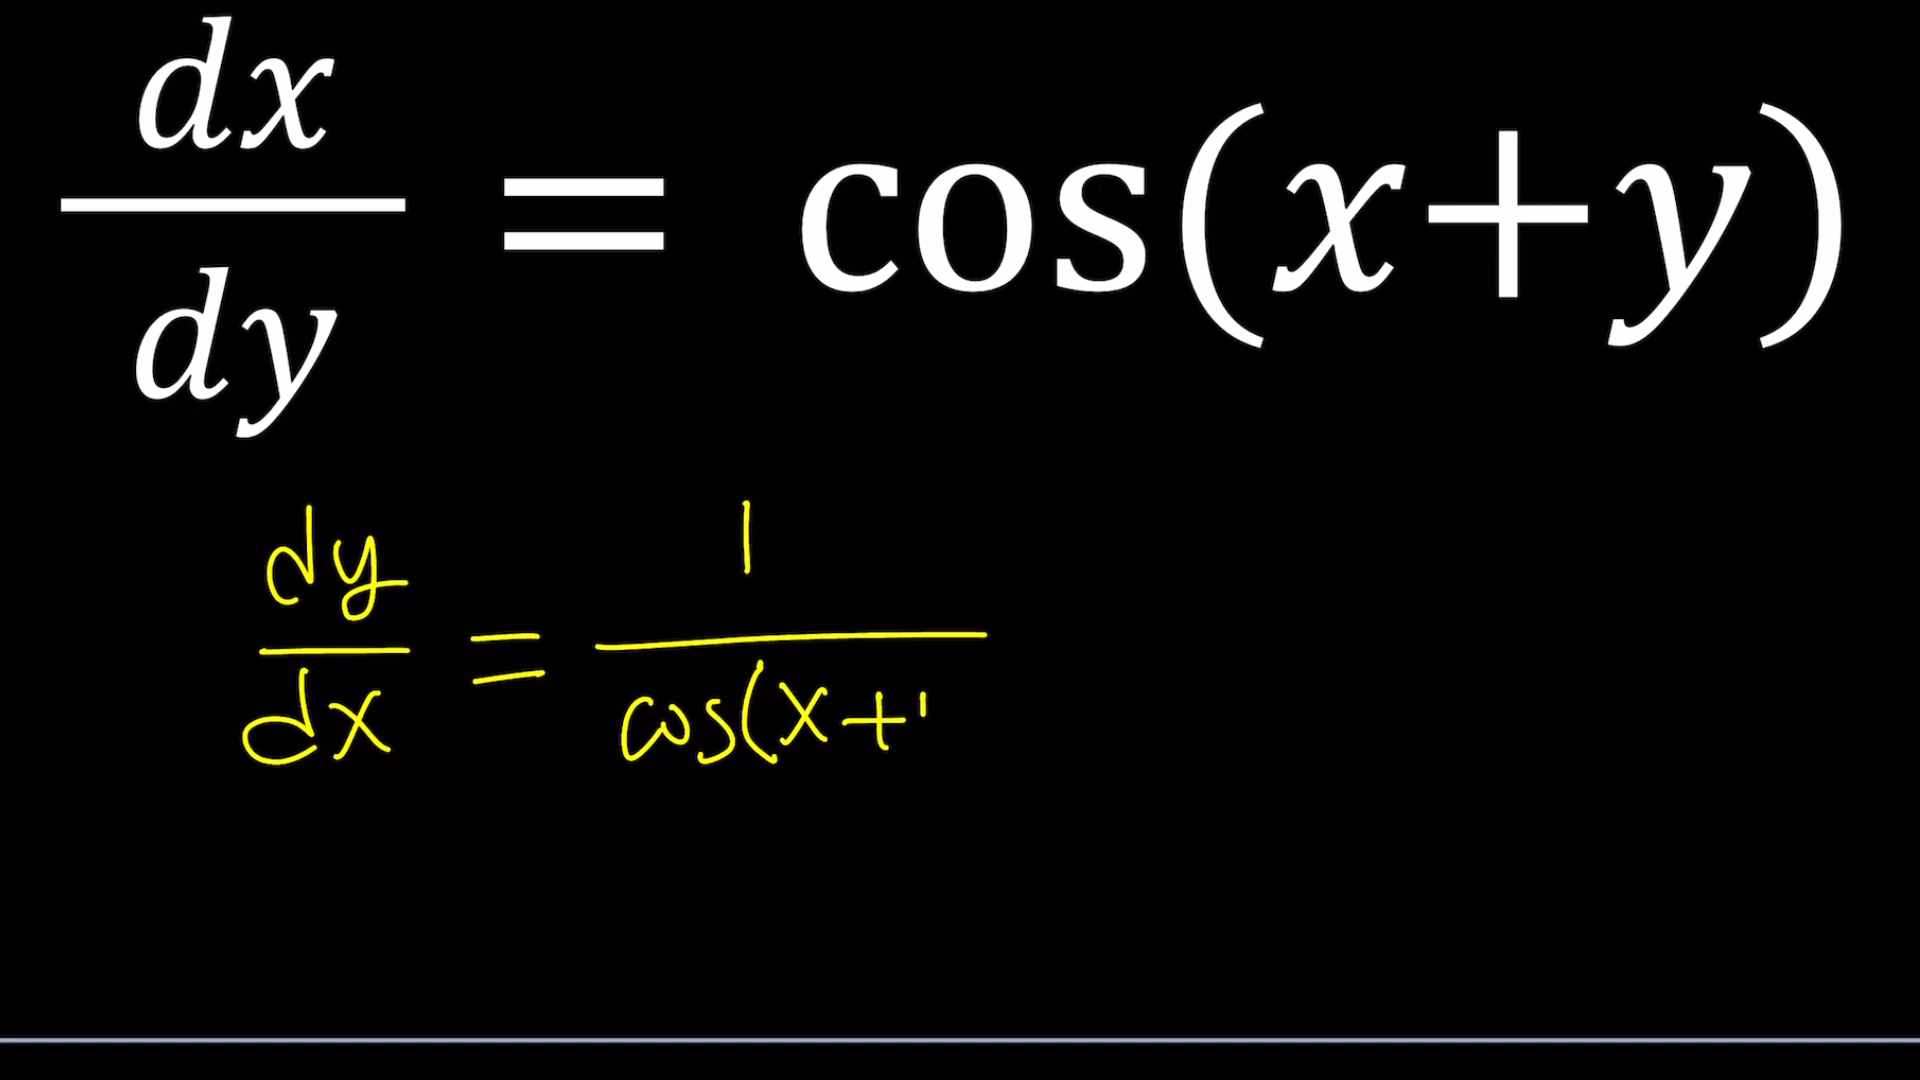 dx/dy = cos(x+y)
dy/dx = 1/cos(x+